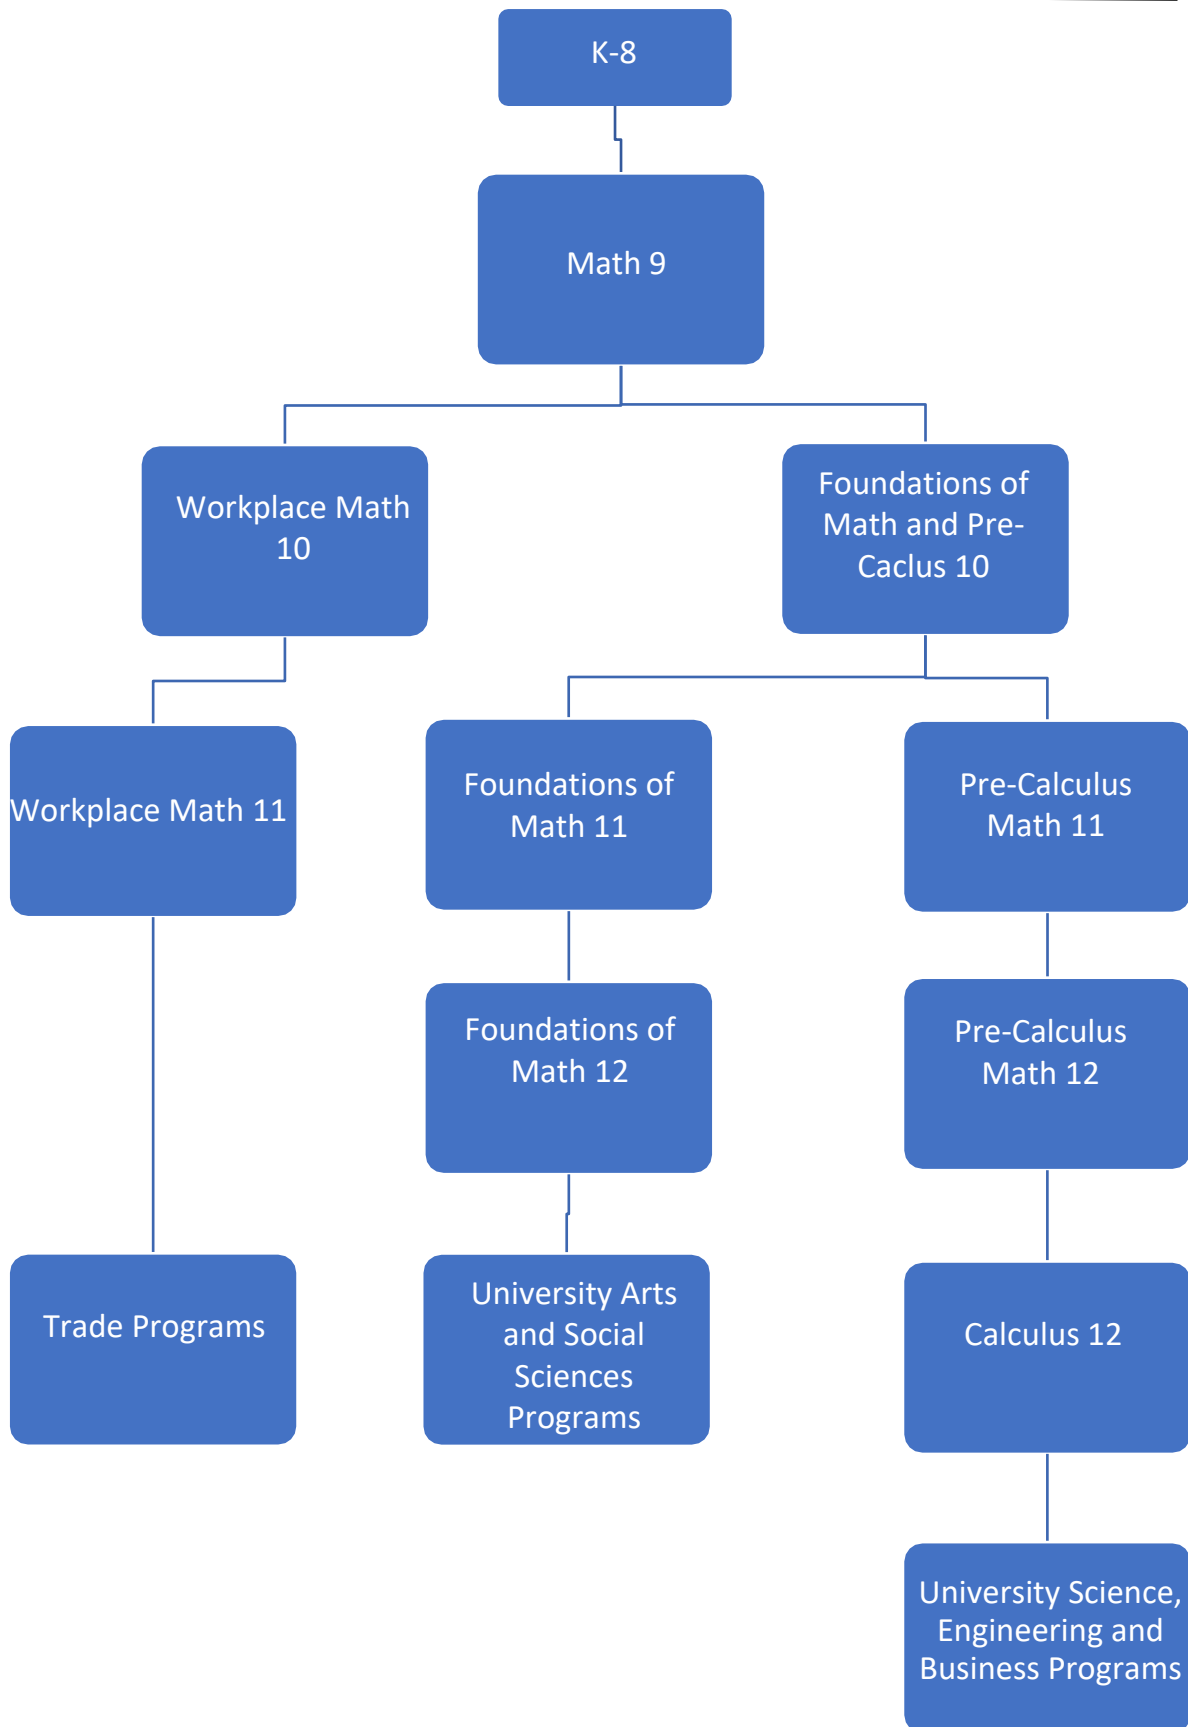 K-8
Math 9
Workplace Math
10
Foundations of
Math and Pre-
Caclus 10
Workplace Math 11
Foundations of
Math 11
Pre-Calculus
Math 11
Foundations of
Math 12
Pre-Calculus
Math 12
Trade Programs
University Arts
and Social
Sciences
Programs
Calculus 12
University Science,
Engineering and
Business Programs